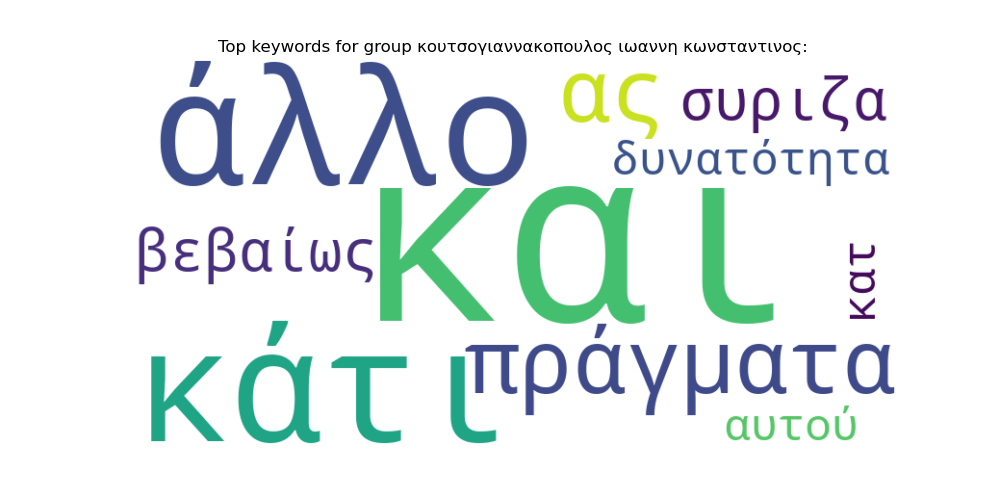 Top keywords for group κουτσογιαννακοπουλος ιωαννη κωνσταντινος:
άλλο
ας
συριζα
δυνατότητα
και
βεβαίως
κατ
κάτι
πράγματα
αυτού